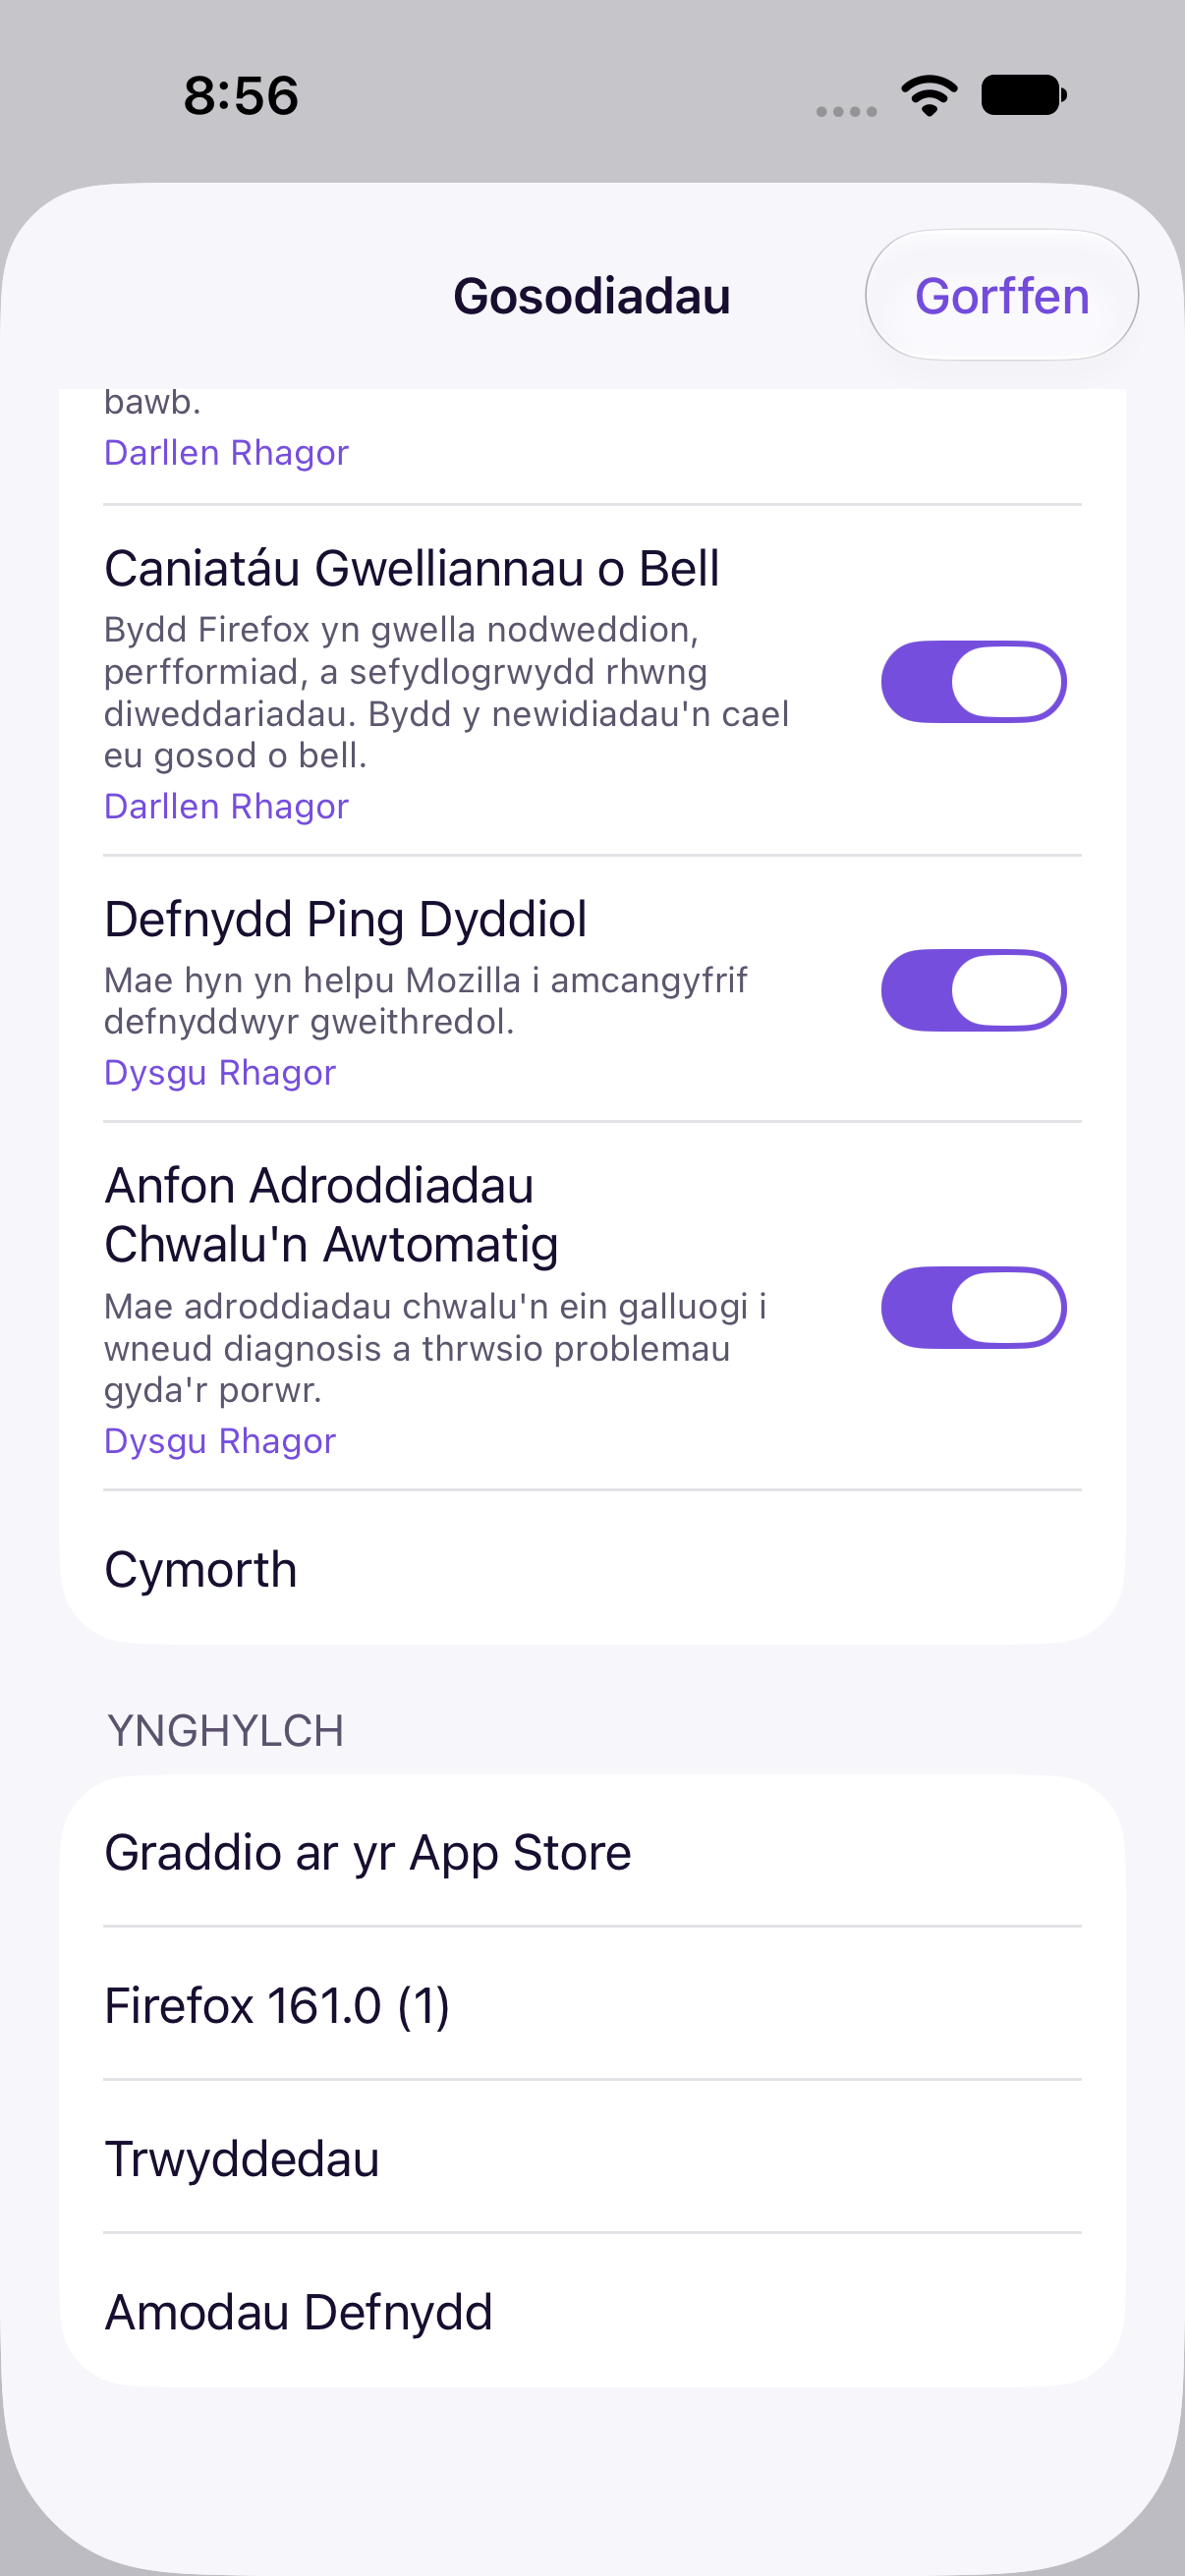 8:56
Gosodiadau
Gorffen
bawb.
Darllen Rhagor
Caniatáu Gwelliannau o Bell
Bydd Firefox yn gwella nodweddion,
perfformiad, a sefydlogrwydd rhwng
diweddariadau. Bydd y newidiadau'n cael
eu gosod o bell.
Darllen Rhagor
Defnydd Ping Dyddiol
Mae hyn yn helpu Mozilla i amcangyfrif
defnyddwyr gweithredol.
Dysgu Rhagor
Anfon Adroddiadau
Chwalu'n Awtomatig
Mae adroddiadau chwalu'n ein galluogi i
wneud diagnosis a thrwsio problemau
gyda'r porwr.
Dysgu Rhagor
Cymorth
YNGHYLCH
Graddio ar yr App Store
Firefox 161.0 (1)
Trwyddedau
Amodau Defnydd